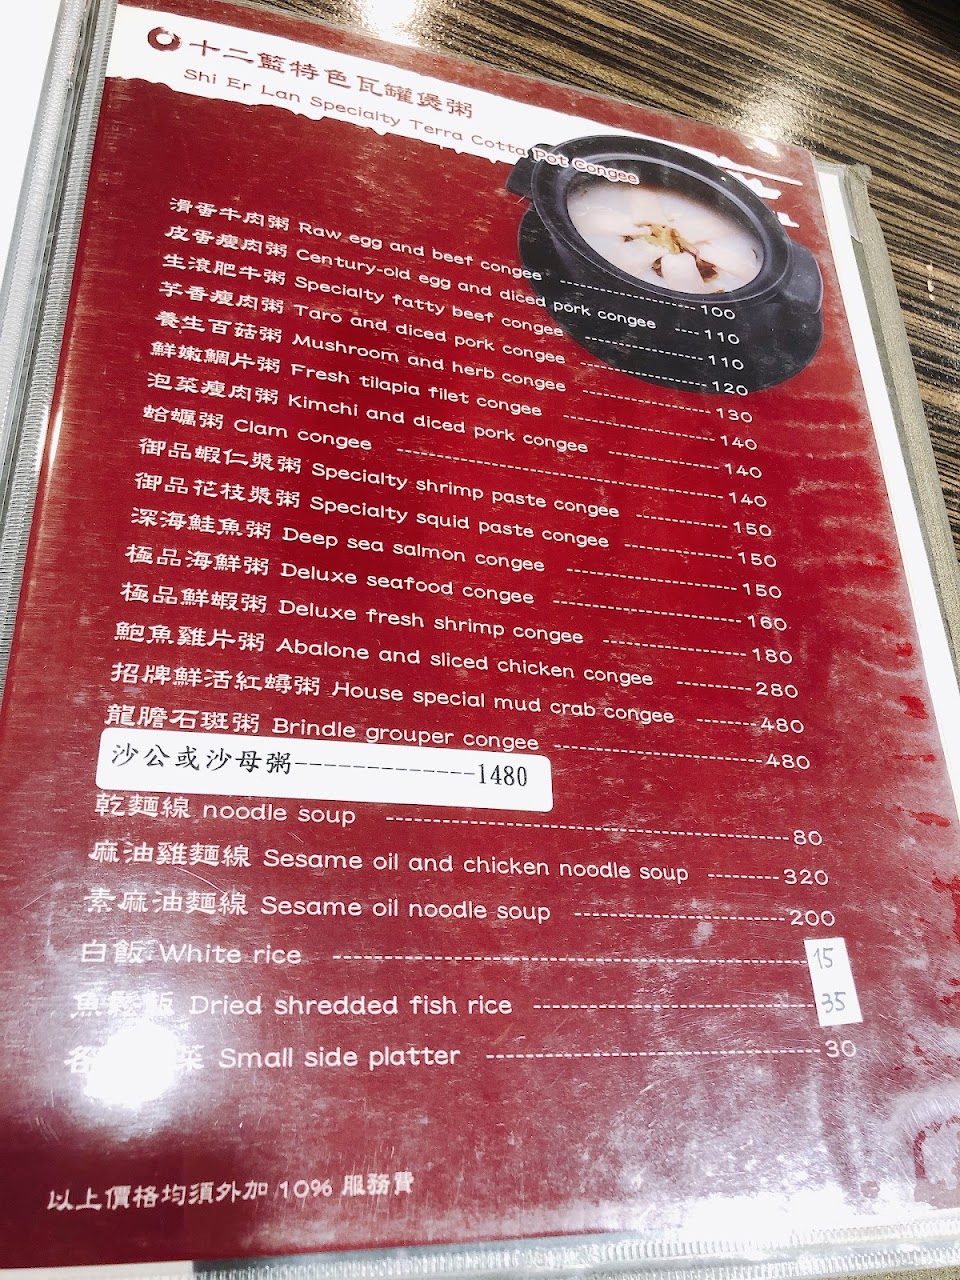 十二籃特色瓦罐煲粥
Shi Er Lan Specialty Terra Cotta Pot Congee
滑蛋牛肉粥 Raw egg and beef congee ---------- 100
皮蛋瘦肉粥 Century-old egg and diced pork congee ---- 110
生滾肥牛粥 Specialty fatty beef congee ---------- 110
芋香瘦肉粥 Taro and diced pork congee ---------- 120
養生百菇粥 Mushroom and herb congee ---------- 130
鮮嫩鯛片粥 Fresh tilapia filet congee ---------- 140
泡菜瘦肉粥 Kimchi and diced pork congee ---------- 140
蛤蠣粥 Clam congee ---------- 140
御品蝦仁漿粥 Specialty shrimp paste congee ---------- 150
御品花枝漿粥 Specialty squid paste congee ---------- 150
深海鮭魚粥 Deep sea salmon congee ---------- 150
極品海鮮粥 Deluxe seafood congee ---------- 160
極品鮮蝦粥 Deluxe fresh shrimp congee ---------- 180
鮑魚雞片粥 Abalone and sliced chicken congee ---------- 280
招牌鮮活紅蟳粥 House special mud crab congee -------- 480
龍膽石斑粥 Brindle grouper congee ---------- 480
沙公或沙母粥-------------1480
乾麵線 noodle soup ---------- 80
麻油雞麵線 Sesame oil and chicken noodle soup --------- 320
素麻油麵線 Sesame oil noodle soup ---------- 200
白飯 White rice ---------- 15
魚鬆飯 Dried shredded fish rice ---------- 35
菜 Small side platter ---------- 30
以上價格均須外加 10% 服務費